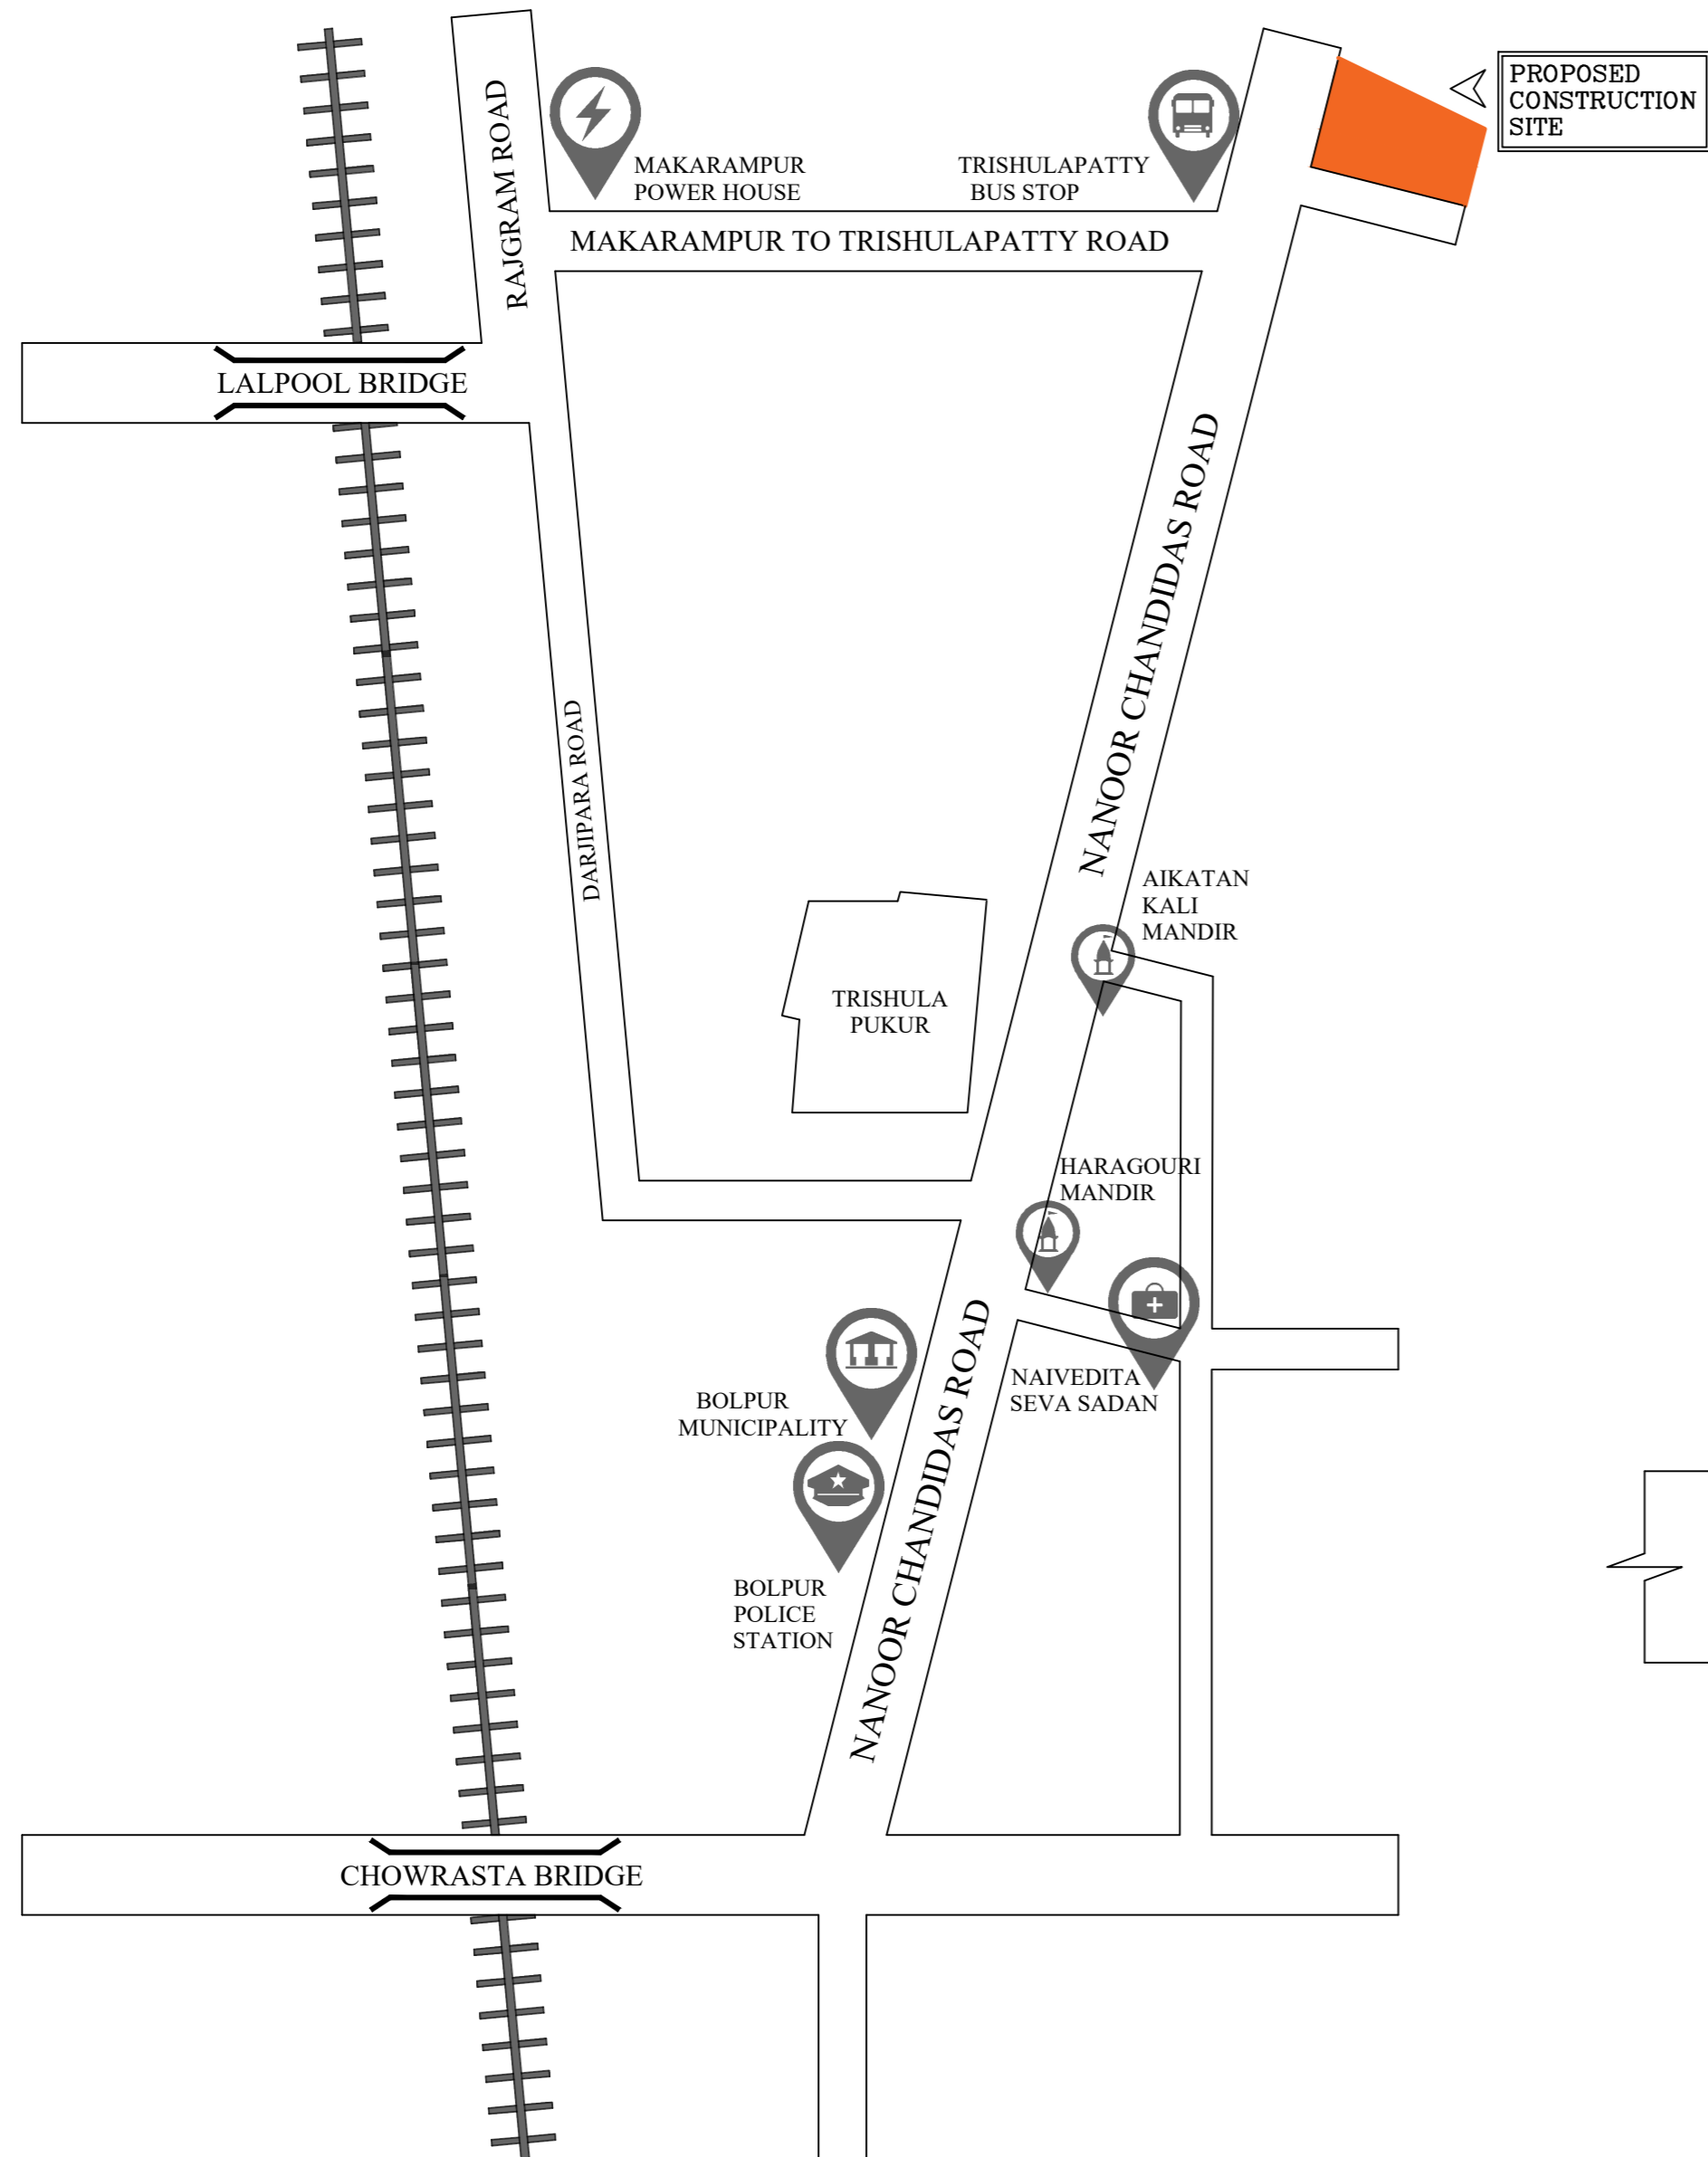 PROPOSED
CONSTRUCTION
SITE
RAJGRAM ROAD
MAKARAMPUR
POWER HOUSE
TRISHULAPATTY
BUS STOP
MAKARAMPUR TO TRISHULAPATTY ROAD
LALPOOL BRIDGE
NANOOR CHANDIDAS ROAD
DARJIPARA ROAD
AIKATAN
KALI
MANDIR
TRISHULA
PUKUR
HARAGOURI
MANDIR
NAIVEDITA
SEVA SADAN
BOLPUR
MUNICIPALITY
NANOOR CHANDIDAS ROAD
BOLPUR
POLICE
STATION
CHOWRASTA BRIDGE